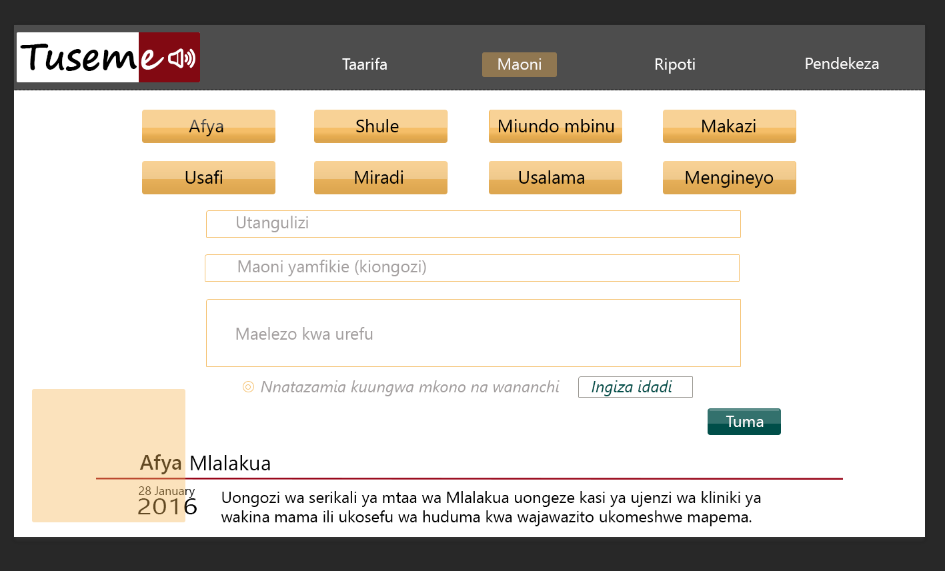 Tuseme
Taarifa Maoni Ripoti Pendekeza
Afya Shule Miundo mbinu Makazi
Usafi Miradi Usalama Mengineyo
Utangulizi
Maoni yamfikie (kiongozi)
Maelezo kwa urefu
Nnatazamia kuungwa mkono na wananchi Ingiza idadi
Tuma
Afya Mlalakua
28 January
2016
Uongozi wa serikali ya mtaa wa Mlalakua uongeze kasi ya ujenzi wa kliniki ya
wakina mama ili ukosefu wa huduma kwa wajawazito ukomeshwe mapema.